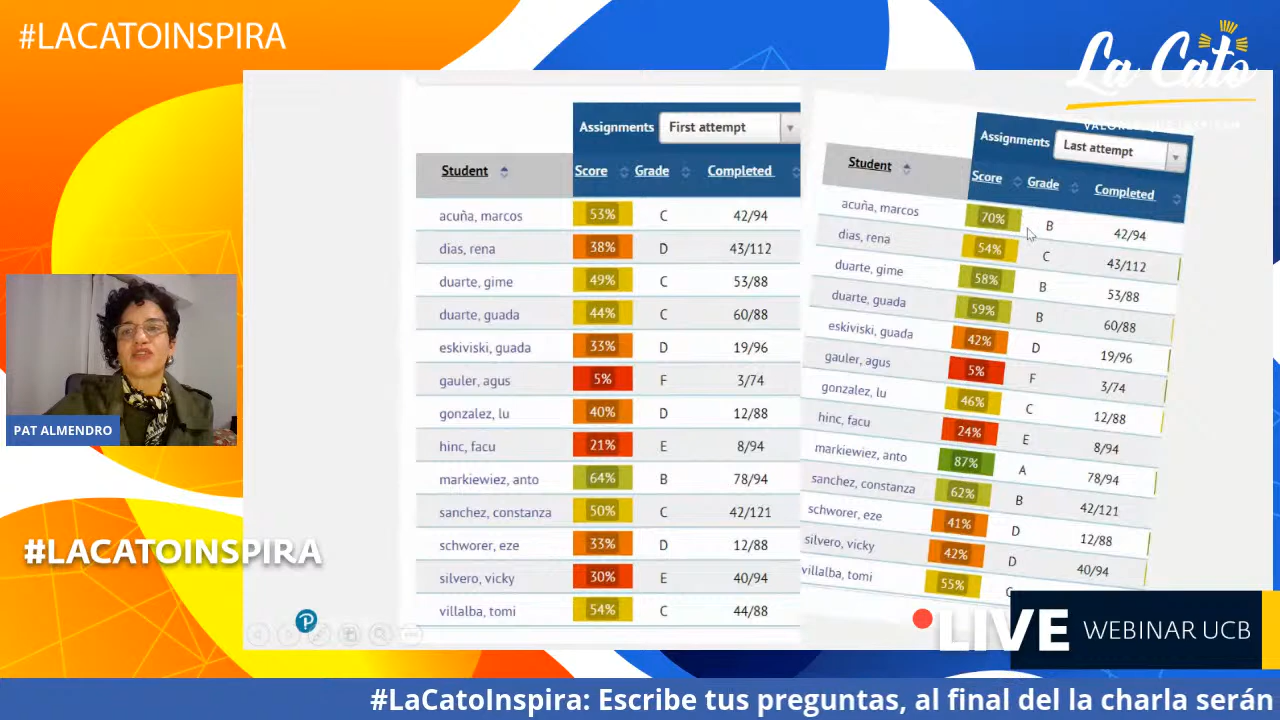 #LACATOINSPIRA
La Cato
Assignments First attempt
Student Score Grade Completed
acuña, marcos 53% C 42/94
dias, rena 38% D 43/112
duarte, gime 49% C 53/88
duarte, guada 44% C 60/88
eskiviski, guada 33% D 19/96
gauler, agus 5% F 3/74
gonzalez, lu 40% D 12/88
hinc, facu 21% E 8/94
markiewiez, anto 64% B 78/94
sanchez, constanza 50% C 42/121
schworer, eze 33% D 12/88
silvero, vicky 30% E 40/94
villalba, tomi 54% C 44/88
Assignments Last attempt
Student Score Grade Completed
acuña, marcos 70% B 42/94
dias, rena 54% C 43/112
duarte, gime 58% B 53/88
duarte, guada 59% B 60/88
eskiviski, guada 42% D 19/96
gauler, agus 5% F 3/74
gonzalez, lu 46% C 12/88
hinc, facu 24% E 8/94
markiewiez, anto 87% A 78/94
sanchez, constanza 62% B 42/121
schworer, eze 41% D 12/88
silvero, vicky 42% D 40/94
villalba, tomi 55%
PAT ALMENDRO
#LACATOINSPIRA
P
LIVE WEBINAR UCB
#LaCatoInspira: Escribe tus preguntas, al final del la charla serán